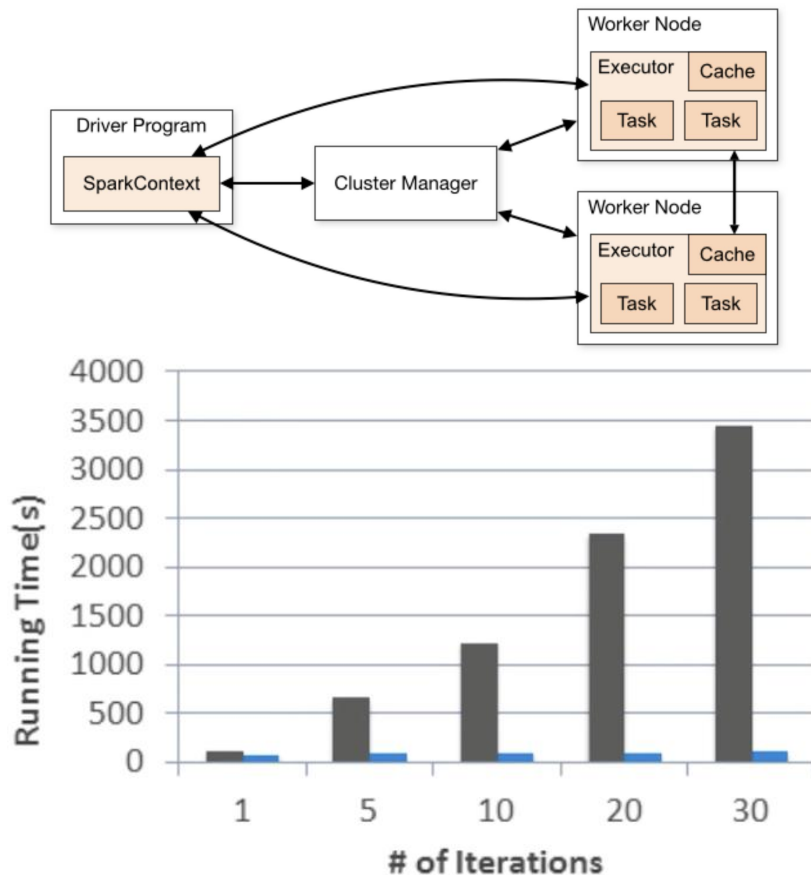 Worker Node
Executor
Cache
Task
Task
Driver Program
SparkContext
Cluster Manager
Worker Node
Executor
Cache
Task
Task
4000
3500
3000
2500
2000
1500
1000
500
0
Running Time(s)
1 5 10 20 30
# of Iterations